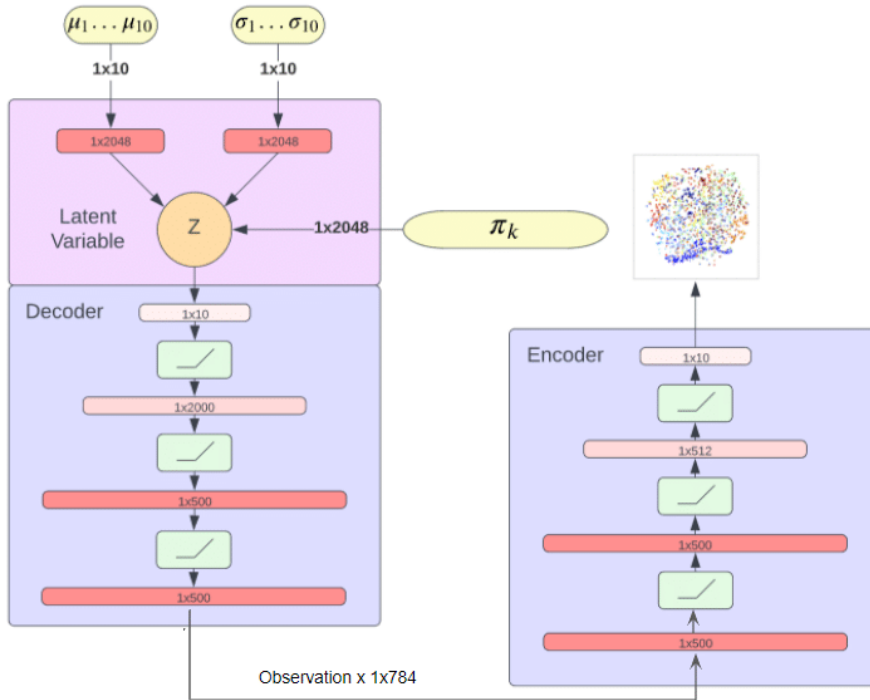 μ₁ . . . μ₁₀
σ₁ . . . σ₁₀
1x10
1x10
1x2048
1x2048
Latent
Variable
Z
1x2048
π_k
Decoder
1x10
1x2000
1x500
1x500
Encoder
1x10
1x512
1x500
1x500
Observation x 1x784